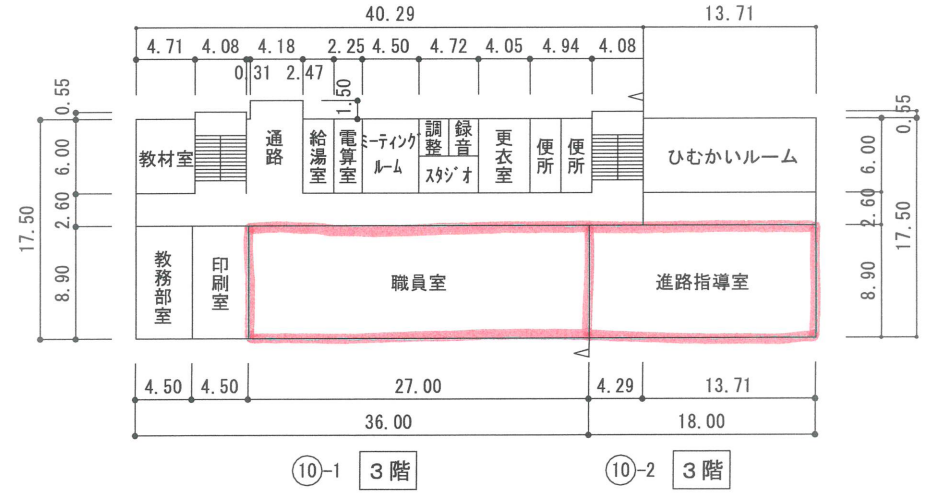 40.29 13.71
4.71 4.08 4.18 2.25 4.50 4.72 4.05 4.94 4.08
0.31 2.47
1.50
0.55
6.00
2.60
8.90
17.50
教材室
通路
給湯室
電算室
ミーティング
ルーム
調整
録音
スタジオ
更衣室
便所
便所
ひむかいルーム
0.55
6.00
2.60
8.90
17.50
教務部室
印刷室
職員室
進路指導室
4.50 4.50 27.00 4.29 13.71
36.00 18.00
⑩-1 3階 ⑩-2 3階